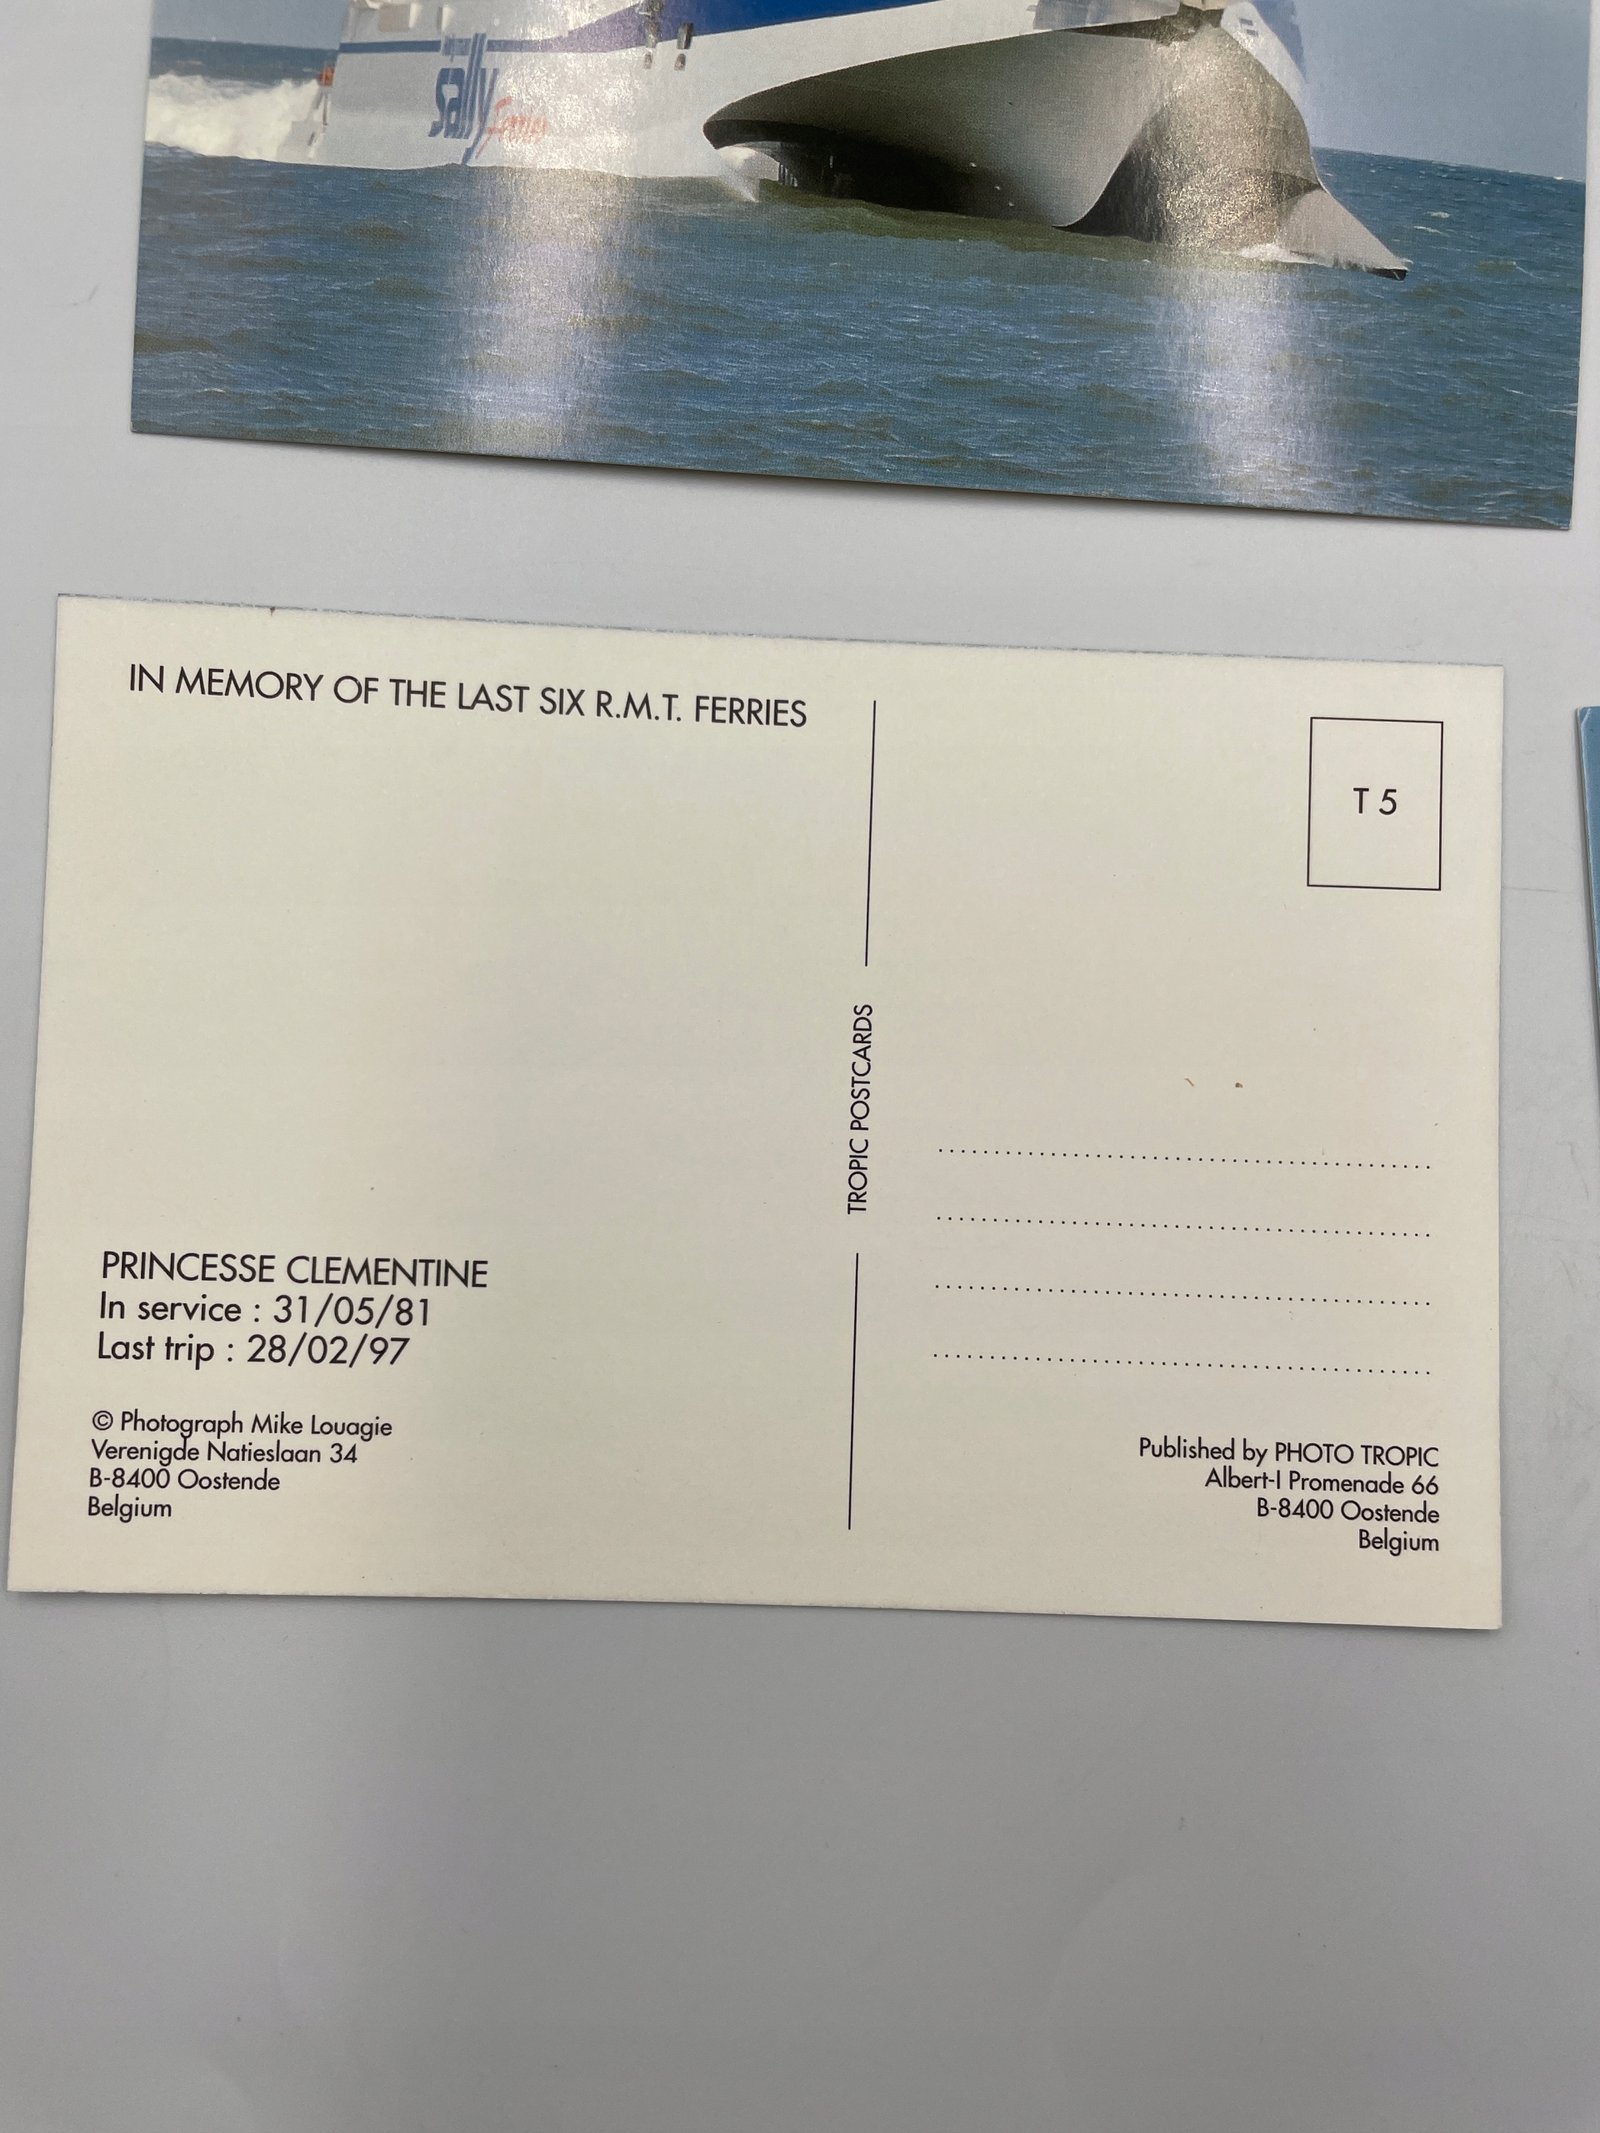 sally
IN MEMORY OF THE LAST SIX R.M.T. FERRIES
T 5
TROPIC POSTCARDS
PRINCESSE CLEMENTINE
In service : 31/05/81
Last trip : 28/02/97
© Photograph Mike Louagie
Verenigde Natieslaan 34
B-8400 Oostende
Belgium
Published by PHOTO TROPIC
Albert-I Promenade 66
B-8400 Oostende
Belgium